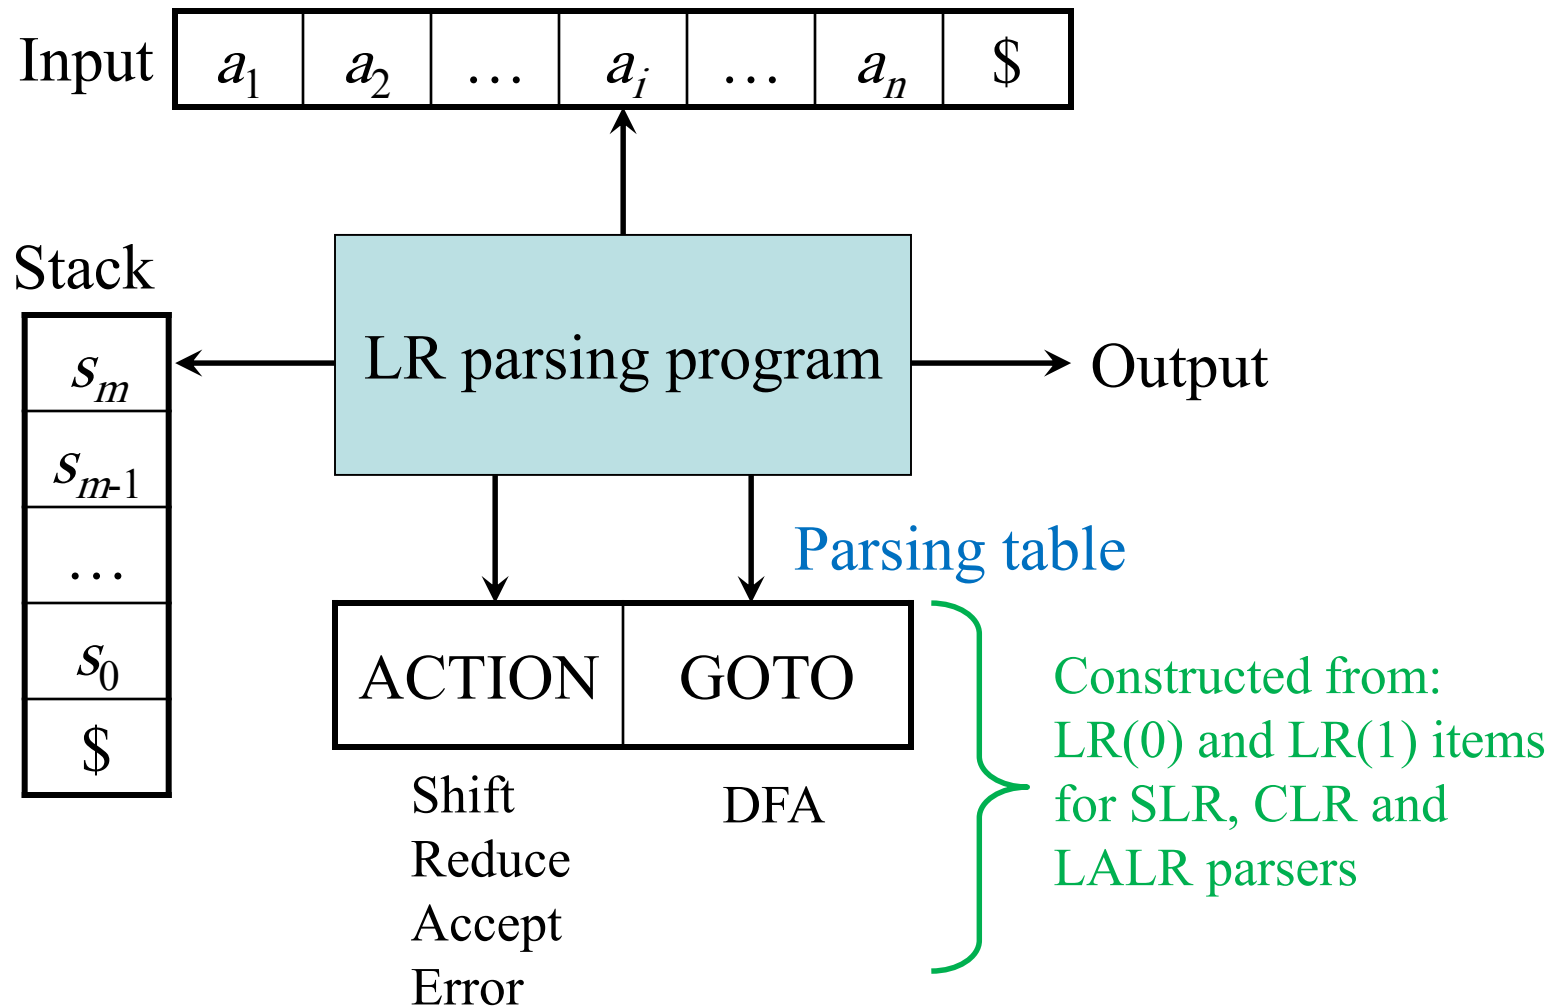 Input a₁ a₂ … aᵢ … aₙ $
Stack
sₘ
sₘ₋₁
…
s₀
$
LR parsing program
Output
Parsing table
ACTION GOTO
Shift
Reduce
Accept
Error
DFA
Constructed from:
LR(0) and LR(1) items
for SLR, CLR and
LALR parsers